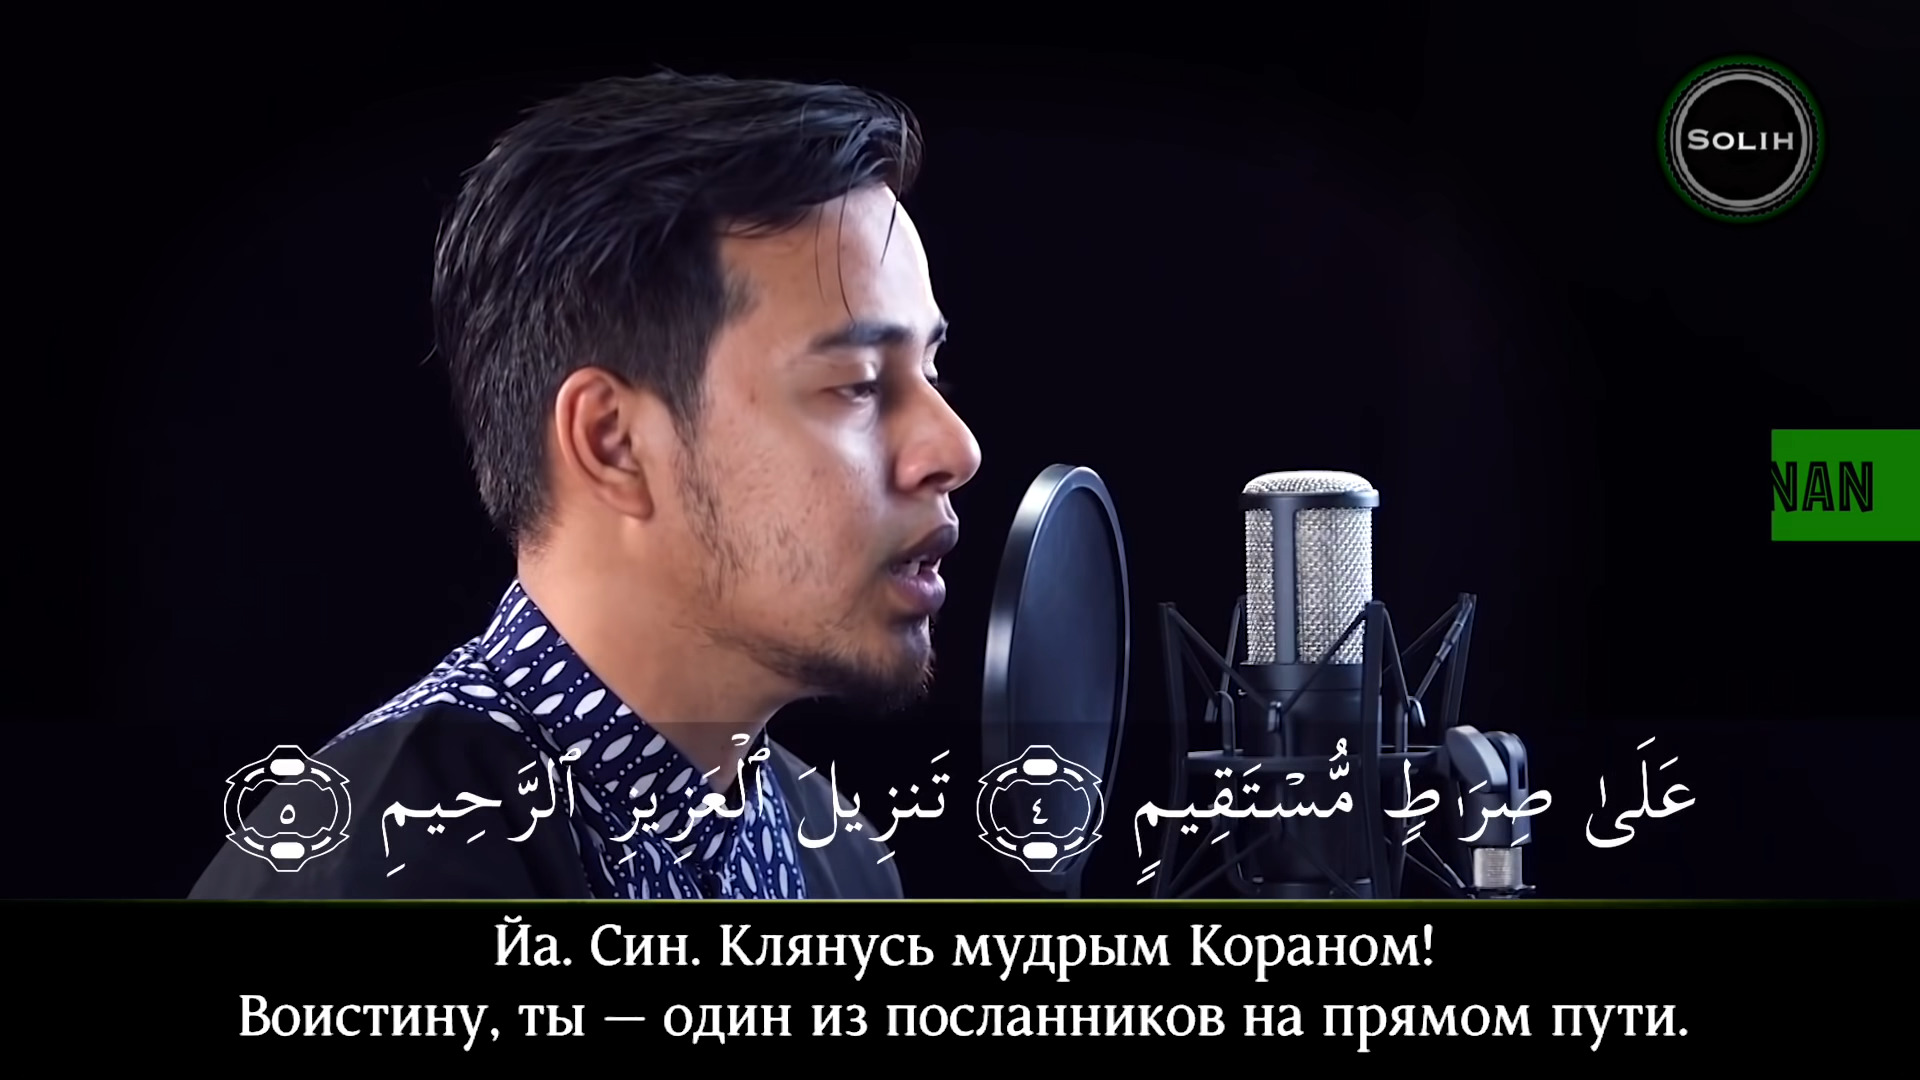 SOLIH
NAN
عَلَىٰ صِرَٰطٍ مُّسْتَقِيمٍ ٤ تَنزِيلَ ٱلْعَزِيزِ ٱلرَّحِيمِ ٥
Йа. Син. Клянусь мудрым Кораном!
Воистину, ты — один из посланников на прямом пути.